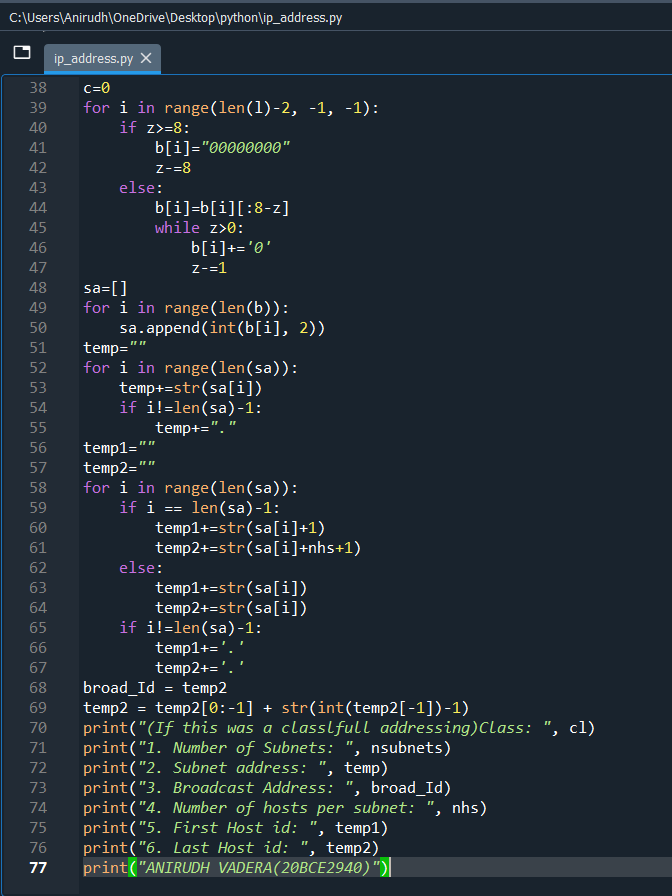 C:\Users\Anirudh\OneDrive\Desktop\python\ip_address.py
ip_address.py
38 c=0
39 for i in range(len(l)-2, -1, -1):
40     if z>=8:
41         b[i]="00000000"
42         z-=8
43     else:
44         b[i]=b[i][:8-z]
45         while z>0:
46             b[i]+='0'
47             z-=1
48 sa=[]
49 for i in range(len(b)):
50     sa.append(int(b[i], 2))
51 temp=""
52 for i in range(len(sa)):
53     temp+=str(sa[i])
54     if i!=len(sa)-1:
55         temp+="."
56 temp1=""
57 temp2=""
58 for i in range(len(sa)):
59     if i == len(sa)-1:
60         temp1+=str(sa[i]+1)
61         temp2+=str(sa[i]+nhs+1)
62     else:
63         temp1+=str(sa[i])
64         temp2+=str(sa[i])
65     if i!=len(sa)-1:
66         temp1+='.'
67         temp2+='.'
68 broad_Id = temp2
69 temp2 = temp2[0:-1] + str(int(temp2[-1])-1)
70 print("(If this was a classlfull addressing)Class: ", cl)
71 print("1. Number of Subnets: ", nsubnets)
72 print("2. Subnet address: ", temp)
73 print("3. Broadcast Address: ", broad_Id)
74 print("4. Number of hosts per subnet: ", nhs)
75 print("5. First Host id: ", temp1)
76 print("6. Last Host id: ", temp2)
77 print("ANIRUDH VADERA(20BCE2940)")